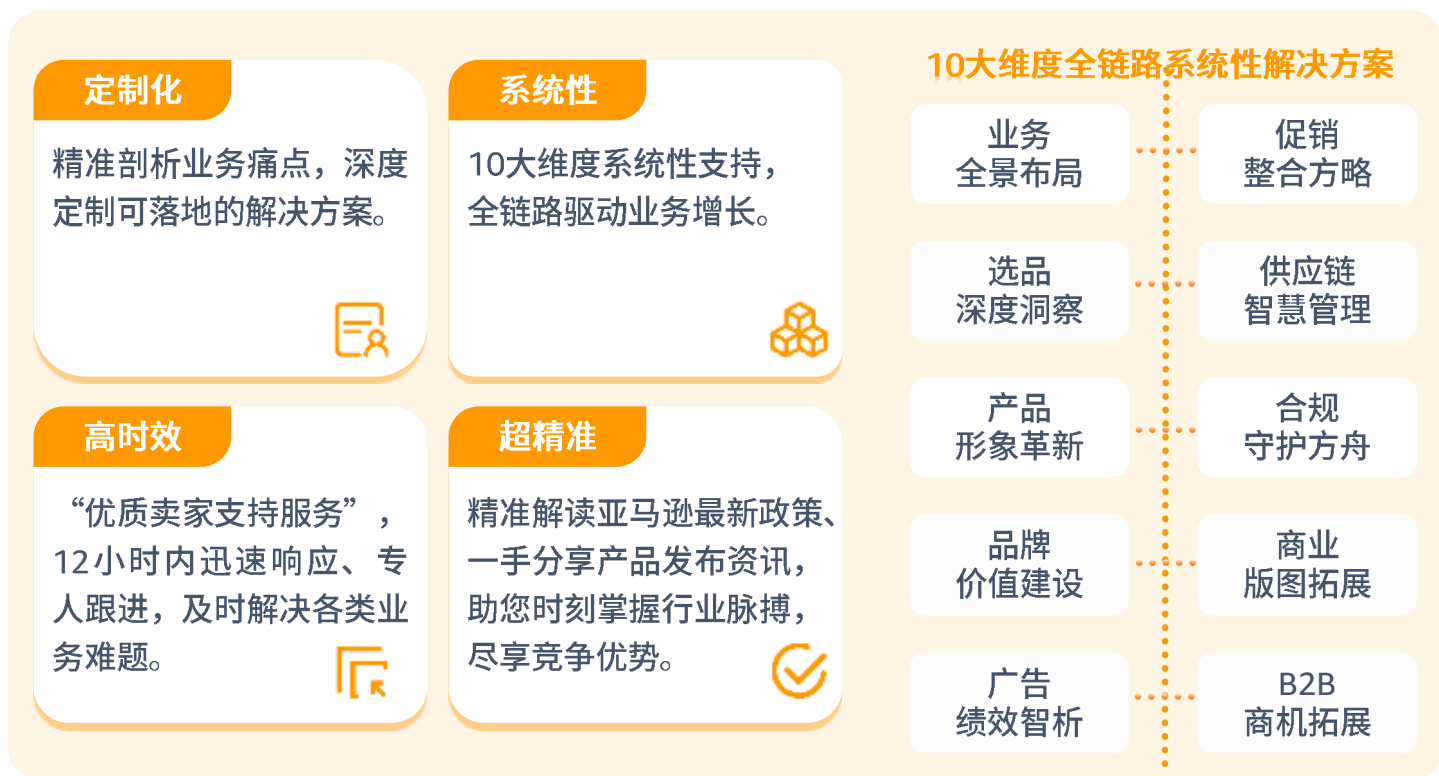 定制化
精准剖析业务痛点，深度
定制可落地的解决方案。
系统性
10大维度系统性支持，
全链路驱动业务增长。
高时效
“优质卖家支持服务”，
12小时内迅速响应、专
人跟进，及时解决各类业
务难题。
超精准
精准解读亚马逊最新政策、
一手分享产品发布资讯，
助您时刻掌握行业脉搏，
尽享竞争优势。
10大维度全链路系统性解决方案
业务
全景布局
促销
整合方略
选品
深度洞察
供应链
智慧管理
产品
形象革新
合规
守护方舟
品牌
价值建设
商业
版图拓展
广告
绩效智析
B2B
商机拓展